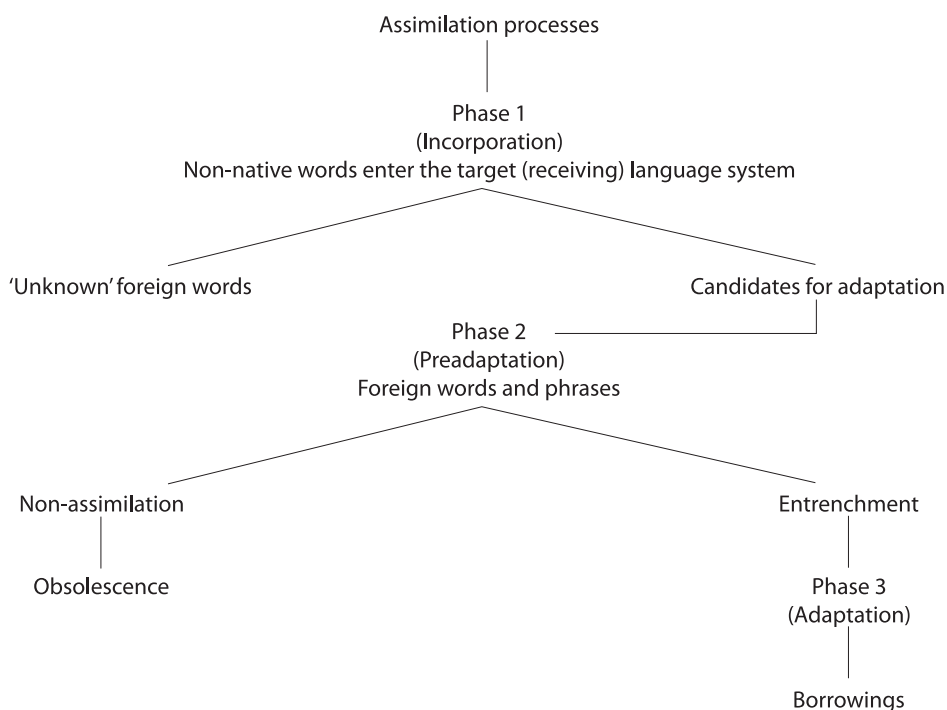 Assimilation processes
Phase 1
(Incorporation)
Non-native words enter the target (receiving) language system
‘Unknown’ foreign words
Candidates for adaptation
Phase 2
(Preadaptation)
Foreign words and phrases
Non-assimilation
Entrenchment
Obsolescence
Phase 3
(Adaptation)
Borrowings